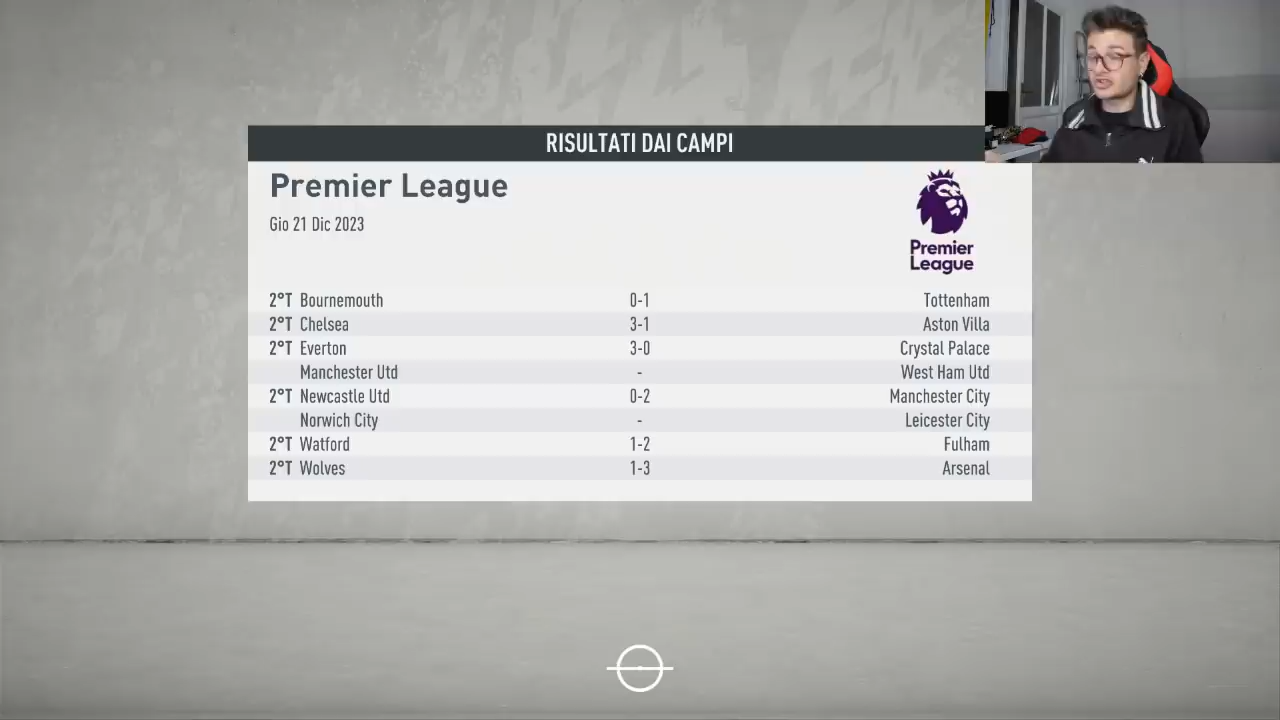 RISULTATI DAI CAMPI
Premier League
Gio 21 Dic 2023
Premier
League
2°T Bournemouth 0-1 Tottenham
2°T Chelsea 3-1 Aston Villa
2°T Everton 3-0 Crystal Palace
Manchester Utd - West Ham Utd
2°T Newcastle Utd 0-2 Manchester City
Norwich City - Leicester City
2°T Watford 1-2 Fulham
2°T Wolves 1-3 Arsenal